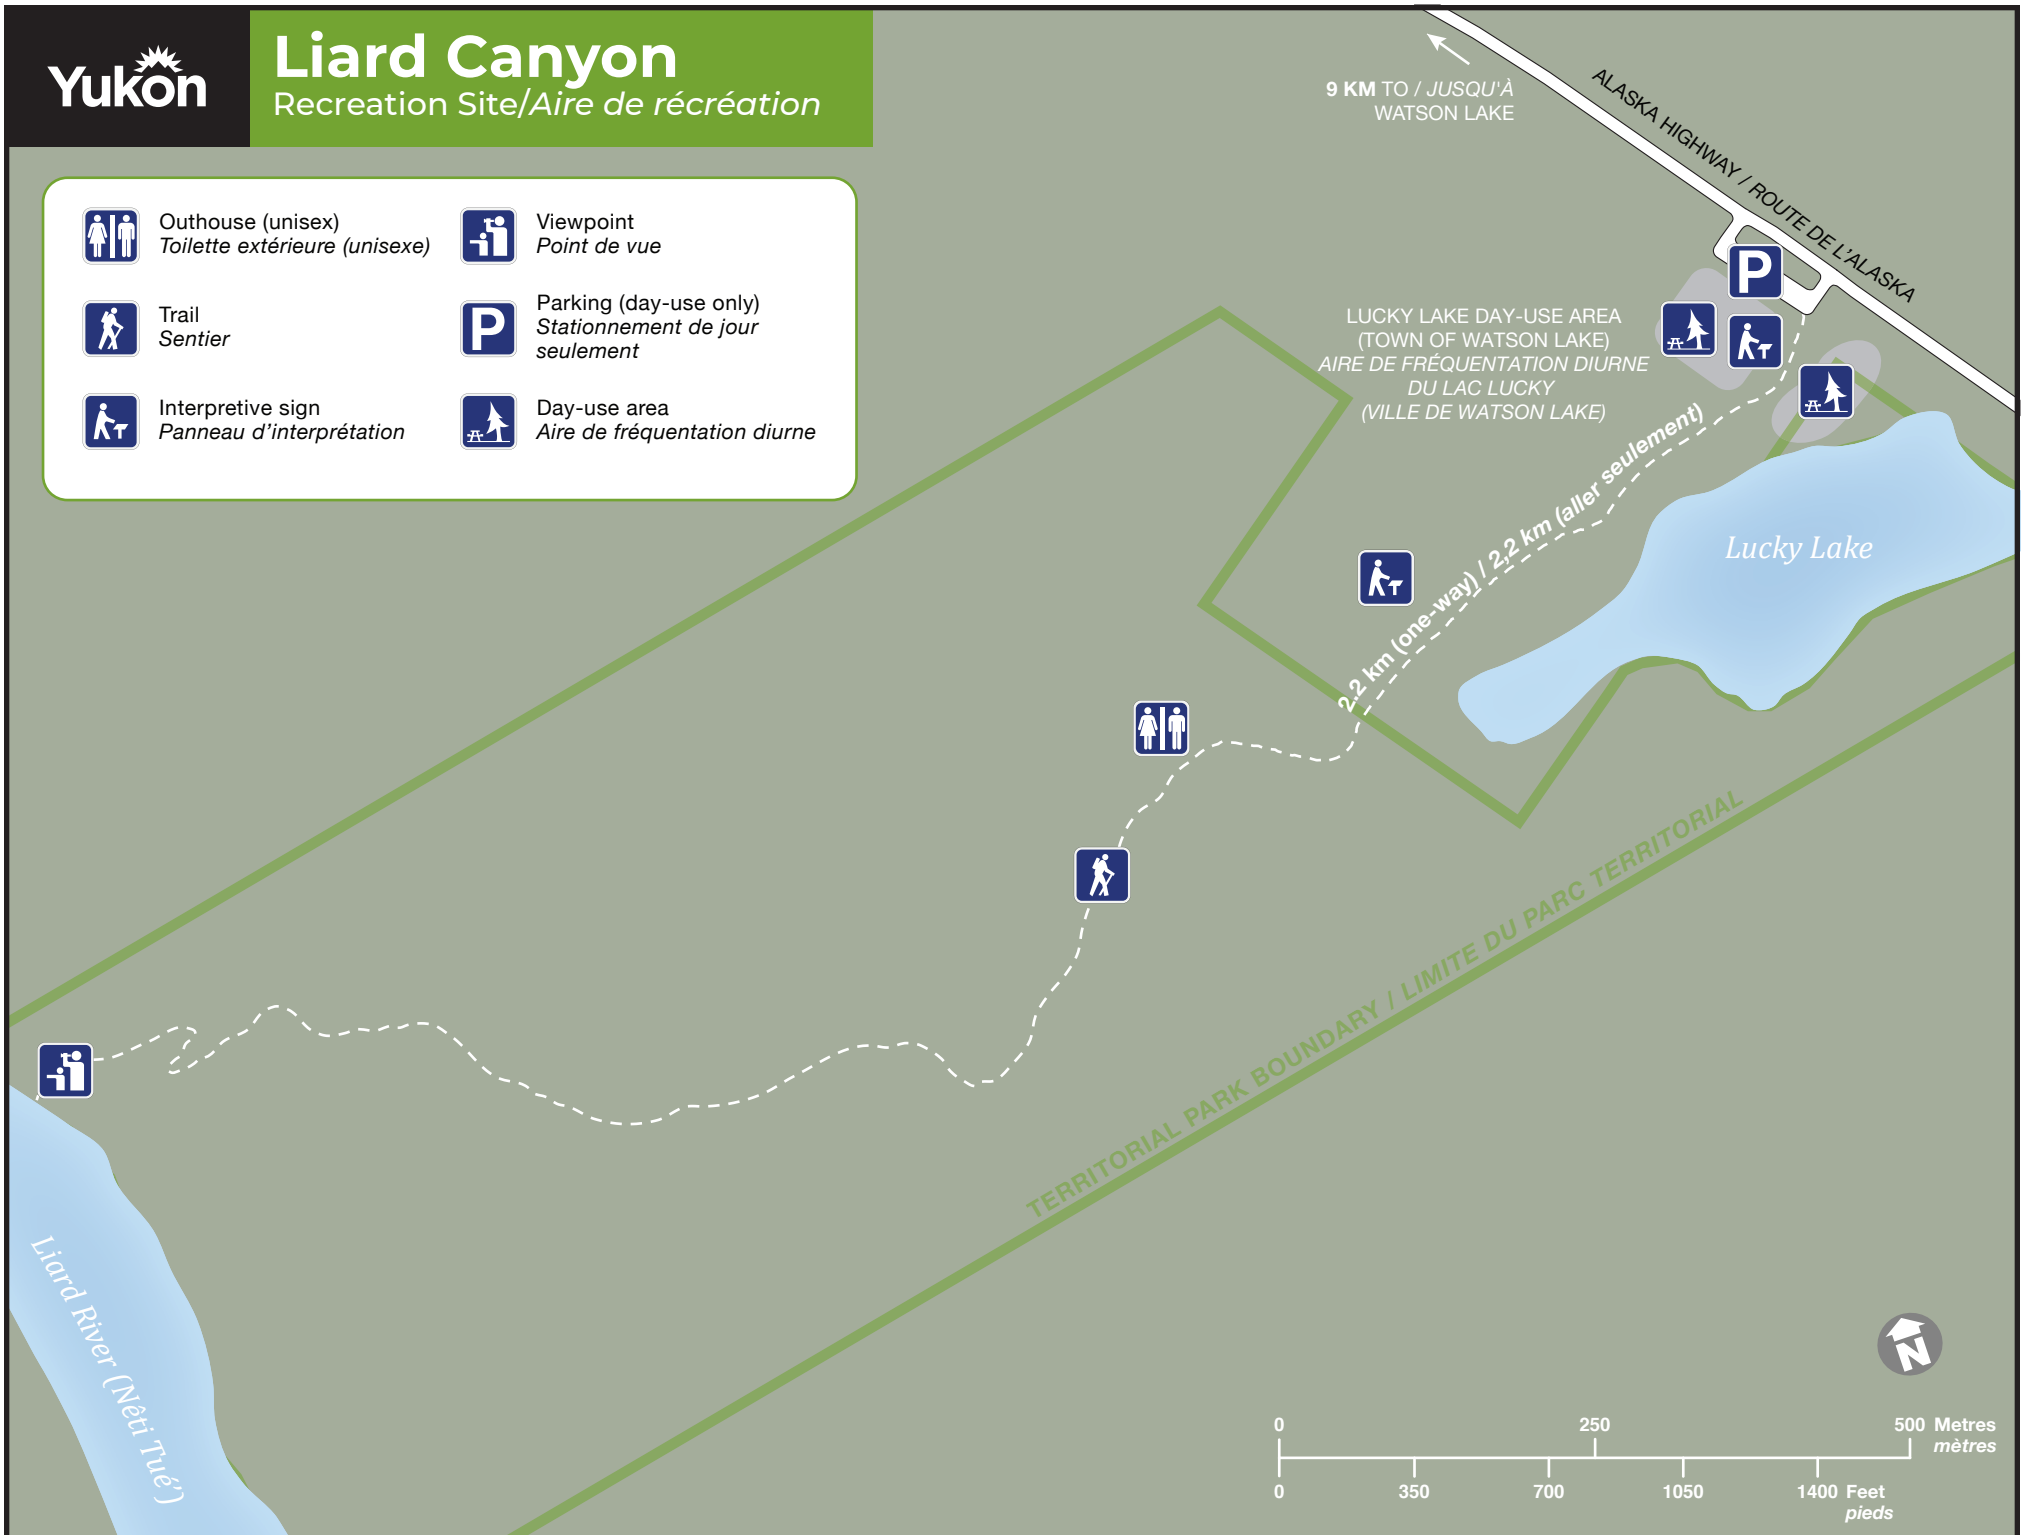 Yukon
Liard Canyon
Recreation Site/Aire de récréation
Outhouse (unisex)
Toilette extérieure (unisexe)
Trail
Sentier
Interpretive sign
Panneau d'interprétation
Viewpoint
Point de vue
P
Parking (day-use only)
Stationnement de jour
seulement
Day-use area
Aire de fréquentation diurne
9 KM TO / JUSQU'À
WATSON LAKE
ALASKA HIGHWAY / ROUTE DE L'ALASKA
P
LUCKY LAKE DAY-USE AREA
(TOWN OF WATSON LAKE)
AIRE DE FRÉQUENTATION DIURNE
DU LAC LUCKY
(VILLE DE WATSON LAKE)
2.2 km (one-way) / 2,2 km (aller seulement)
Lucky Lake
TERRITORIAL PARK BOUNDARY / LIMITE DU PARC TERRITORIAL
Liard River (Nêti Tué')
N
0 250 500 Metres
mètres
0 350 700 1050 1400 Feet
pieds